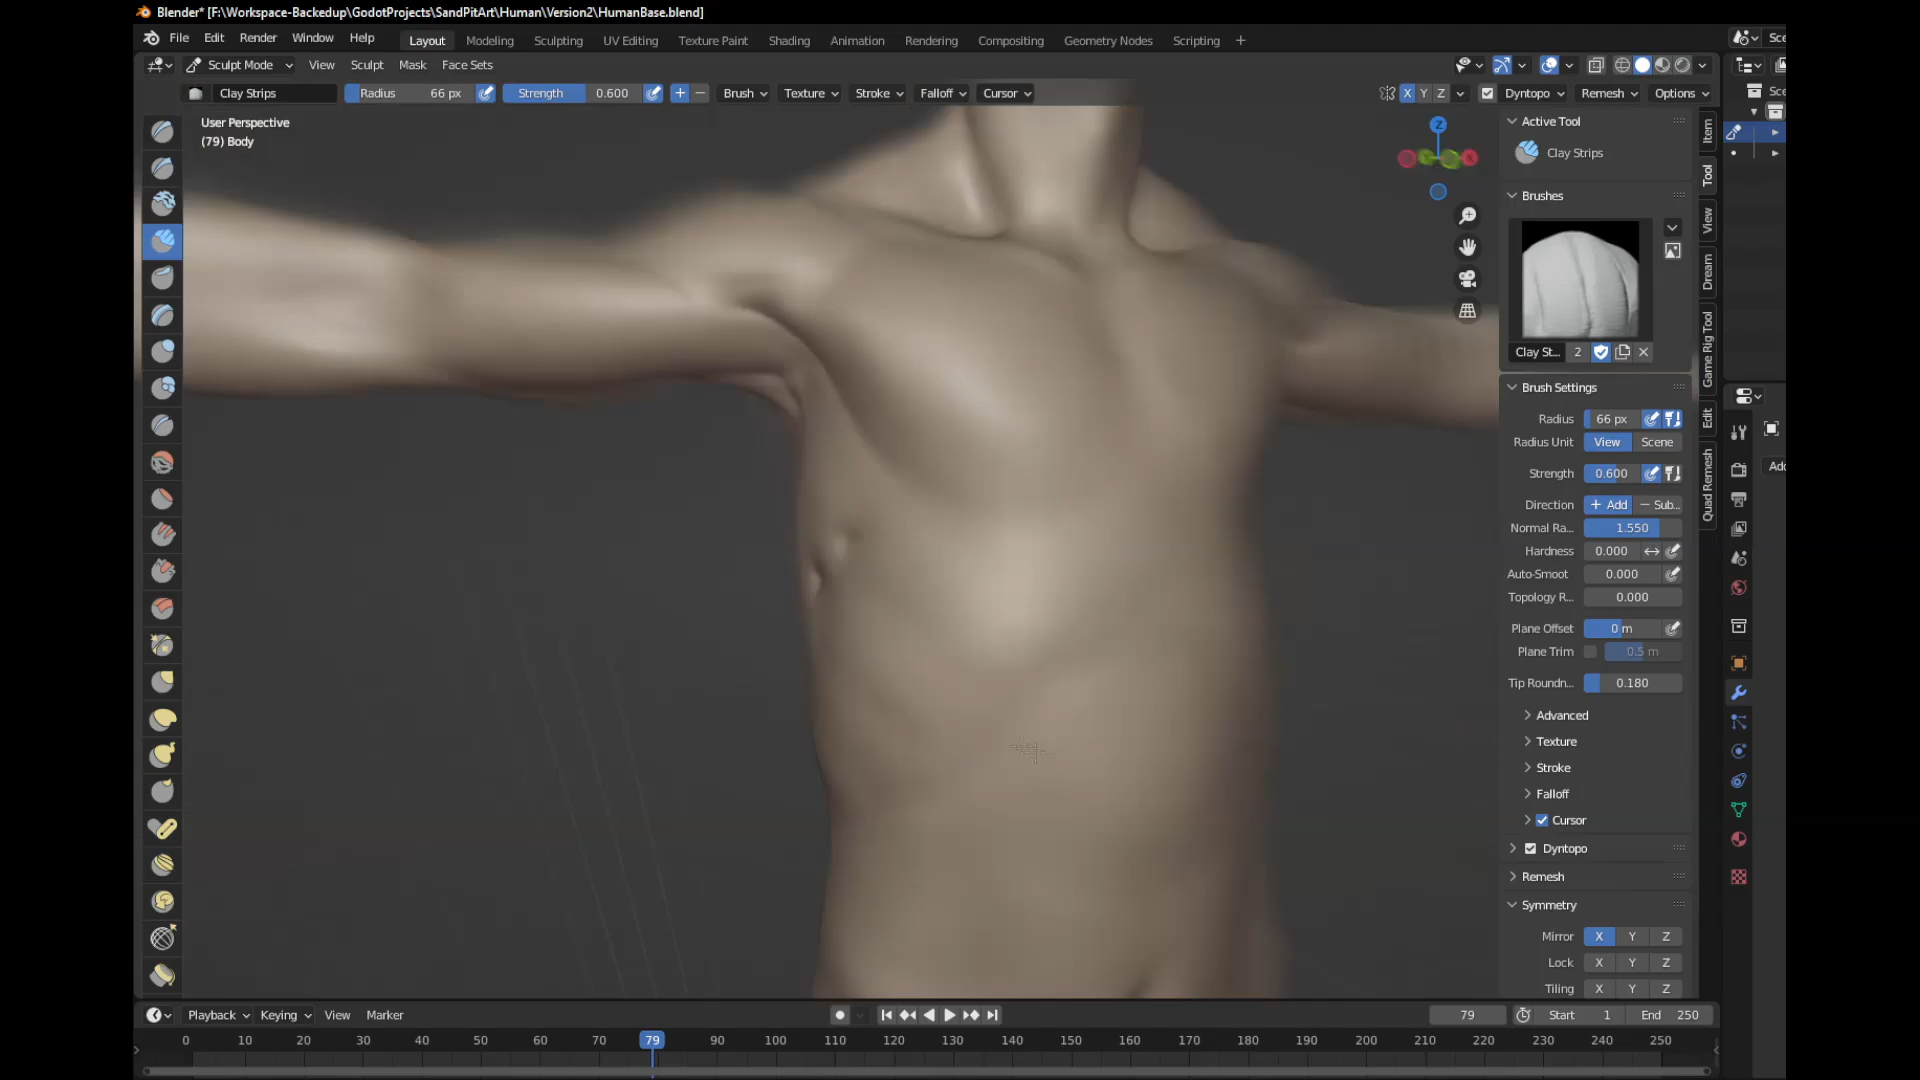 Blender* [F:\Workspace-Backedup\GodotProjects\SandPitArt\Human\Version2\HumanBase.blend]
File Edit Render Window Help Layout Modeling Sculpting UV Editing Texture Paint Shading Animation Rendering Compositing Geometry Nodes Scripting + Sce
Sculpt Mode View Sculpt Mask Face Sets
Clay Strips Radius 66 px Strength 0.600 + − Brush Texture Stroke Falloff Cursor X Y Z Dyntopo Remesh Options Sce
User Perspective
(79) Body
Z
Active Tool
Clay Strips
Brushes
Clay St... 2
Brush Settings
Radius 66 px
Radius Unit View Scene
Strength 0.600
Direction + Add − Sub...
Normal Ra... 1.550
Hardness 0.000
Auto-Smoot 0.000
Topology R... 0.000
Plane Offset 0 m
Plane Trim 0.5 m
Tip Roundn... 0.180
Advanced
Texture
Stroke
Falloff
Cursor
Dyntopo
Remesh
Symmetry
Mirror X Y Z
Lock X Y Z
Tiling X Y Z
Item
Tool
View
Dream
Game Rig Tool
Edit
Quad Remesh
Add
Playback Keying View Marker 79 Start 1 End 250
0 10 20 30 40 50 60 70 79 90 100 110 120 130 140 150 160 170 180 190 200 210 220 230 240 250